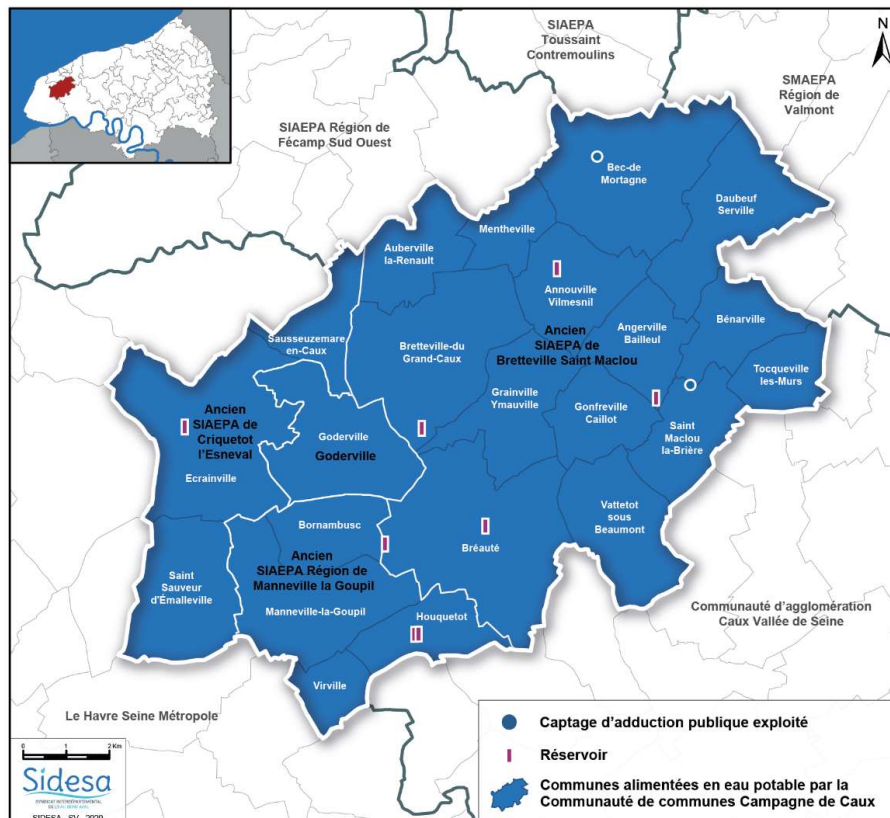 SIAEPA
Toussaint
Contremoulins
N
SMAEPA
Région de
Valmont
SIAEPA Région de
Fécamp Sud Ouest
Bec-de
Mortagne
Daubeuf
Serville
Mentheville
Auberville
la-Renault
Annouville
Vilmesnil
Bénarville
Angerville
Bailleul
Sausseuzemare
en-Caux
Bretteville-du
Grand-Caux
Ancien
SIAEPA de
Bretteville Saint Maclou
Tocqueville
les-Murs
Grainville
Ymauville
Gonfreville
Caillot
Saint
Maclou
la-Brière
Ancien
SIAEPA de
Criquetot
l'Esneval
Goderville
Goderville
Ecrainville
Vattetot
sous
Beaumont
Bornambusc
Bréauté
Ancien
SIAEPA Région de
Manneville la Goupil
Saint
Sauveur
d'Émalleville
Manneville-la-Goupil
Houquetot
Virville
Communauté d'agglomération
Caux Vallée de Seine
Le Havre Seine Métropole
0 1 2 Km
Sidesa
SYNDICAT INTERDÉPARTEMENTAL
SIDESA - SV - 2020
Captage d'adduction publique exploité
Réservoir
Communes alimentées en eau potable par la
Communauté de communes Campagne de Caux